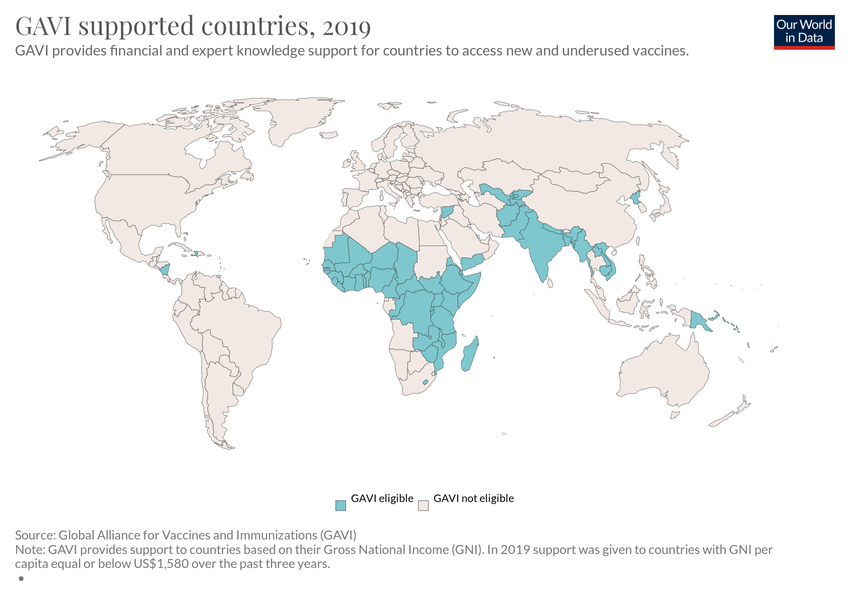 GAVI supported countries, 2019
Our World
in Data
GAVI provides financial and expert knowledge support for countries to access new and underused vaccines.
GAVI eligible
GAVI not eligible
Source: Global Alliance for Vaccines and Immunizations (GAVI)
Note: GAVI provides support to countries based on their Gross National Income (GNI). In 2019 support was given to countries with GNI per
capita equal or below US$1,580 over the past three years.
•